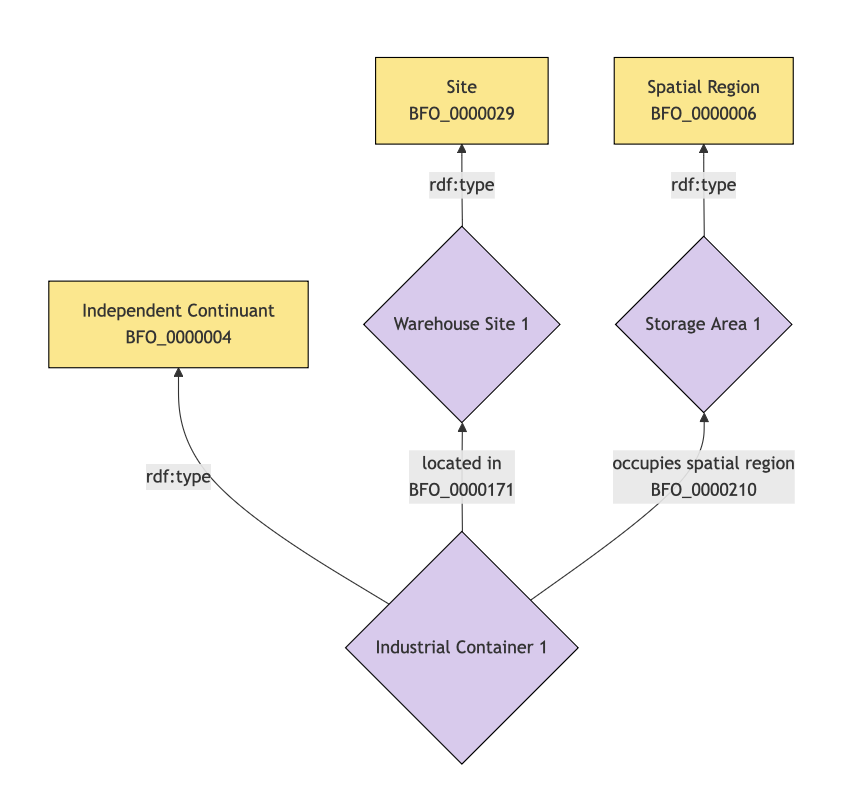 Site
BFO_0000029
Spatial Region
BFO_0000006
rdf:type
rdf:type
Independent Continuant
BFO_0000004
Warehouse Site 1
Storage Area 1
rdf:type
located in
BFO_0000171
occupies spatial region
BFO_0000210
Industrial Container 1